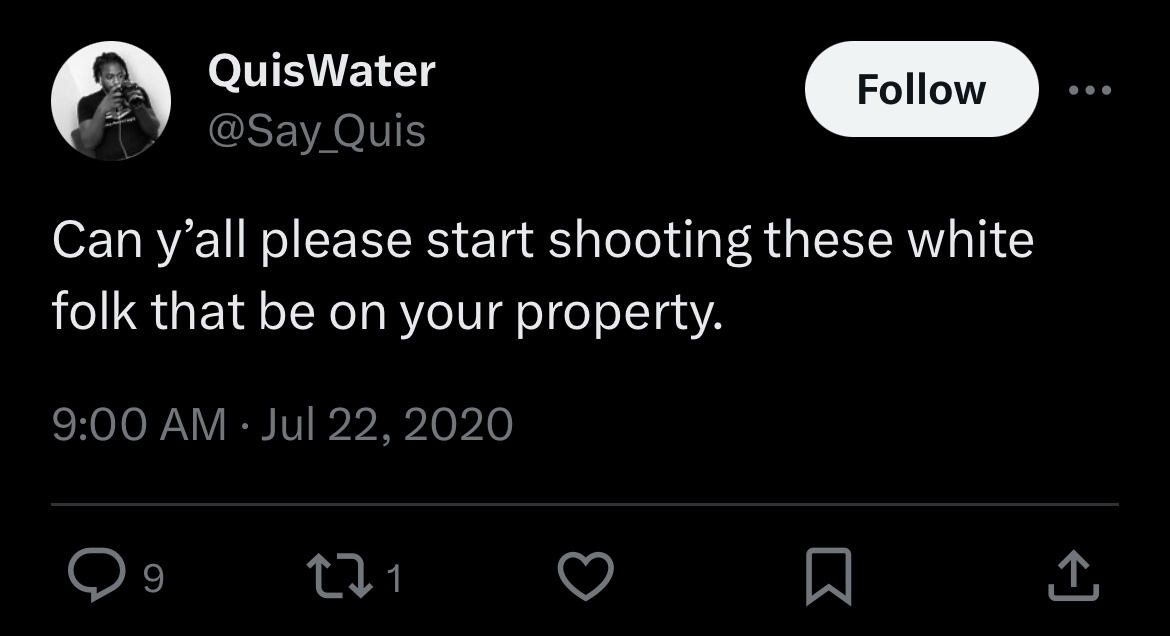 QuisWater
@Say_Quis
Follow
Can y’all please start shooting these white
folk that be on your property.
9:00 AM · Jul 22, 2020
9
1